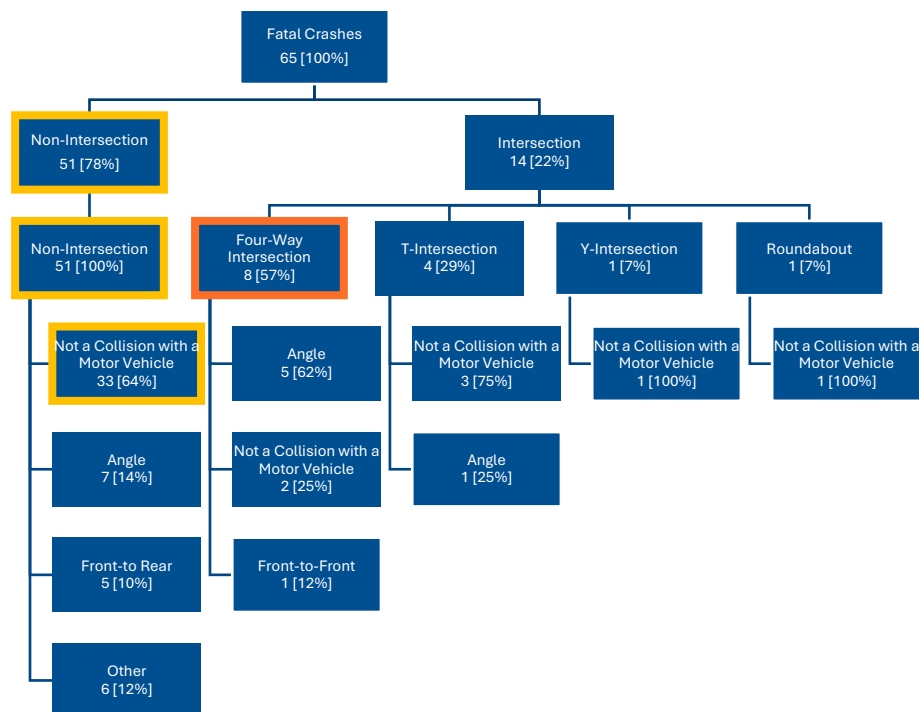 Fatal Crashes
65 [100%]
Non-Intersection
51 [78%]
Intersection
14 [22%]
Non-Intersection
51 [100%]
Four-Way
Intersection
8 [57%]
T-Intersection
4 [29%]
Y-Intersection
1 [7%]
Roundabout
1 [7%]
Not a Collision with a
Motor Vehicle
33 [64%]
Angle
5 [62%]
Not a Collision with a
Motor Vehicle
3 [75%]
Not a Collision with a
Motor Vehicle
1 [100%]
Not a Collision with a
Motor Vehicle
1 [100%]
Angle
7 [14%]
Not a Collision with a
Motor Vehicle
2 [25%]
Angle
1 [25%]
Front-to Rear
5 [10%]
Front-to-Front
1 [12%]
Other
6 [12%]